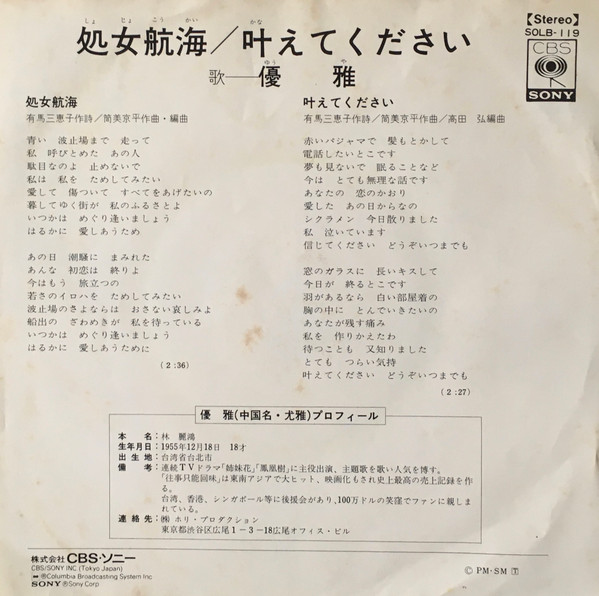 【Stereo】
SOLB-119
CBS
SONY
しょ じょ こう かい かな
処女航海/叶えてください
ゆう や
歌——優 雅
処女航海
有馬三恵子作詩/筒美京平作曲・編曲
青い 波止場まで 走って
私 呼びとめた あの人
駄目なのよ 止めないで
私は 私を ためしてみたい
愛して 傷ついて すべてをあげたいの
暮してゆく街が 私のふるさとよ
いつかは めぐり逢いましょう
はるかに 愛しあうため
あの日 潮騒に まみれた
あんな 初恋は 終りよ
今はもう 旅立つの
若さのイロハを ためしてみたい
波止場のさよならは おさない哀しみよ
船出の ざわめきが 私を待っている
いつかは めぐり逢いましょう
はるかに 愛しあうために
(2:36)
叶えてください
有馬三恵子作詩/筒美京平作曲/高田 弘編曲
赤いパジャマで 髪もとかして
電話したいとこです
夢も見ないで 眠ることなど
今は とても無理な話です
あなたの 恋のかおり
愛した あの日からなの
シクラメン 今日散りました
私 泣いています
信じてください どうぞいつまでも
窓のガラスに 長いキスして
今日が 終るとこです
羽があるなら 白い部屋着の
胸の中に とんでいきたいの
あなたが残す痛み
私を 作りかえたわ
待つことも 又知りました
とても つらい気持
叶えてください どうぞいつまでも
(2:27)
優 雅(中国名・尤雅)プロフィール
本 名:林 麗鴻
生年月日:1955年12月18日 18才
出 生 地:台湾省台北市
備 考:連続TVドラマ「姉妹花」「鳳凰樹」に主役出演、主題歌を歌い人気を博す。
「往事只能回味」は東南アジアで大ヒット、映画化もされ史上最高の売上記録を作る。
台湾、香港、シンガポール等に後援会があり、100万ドルの笑窪でファンに親しまれている。
連 絡 先:㈱ ホリ・プロダクション
東京都渋谷区広尾1-3-18広尾オフィス・ビル
株式会社CBS・ソニー
CBS/SONY INC.(Tokyo Japan)
®Columbia Broadcasting System Inc
SONY ®Sony Corp
©PM・SM T